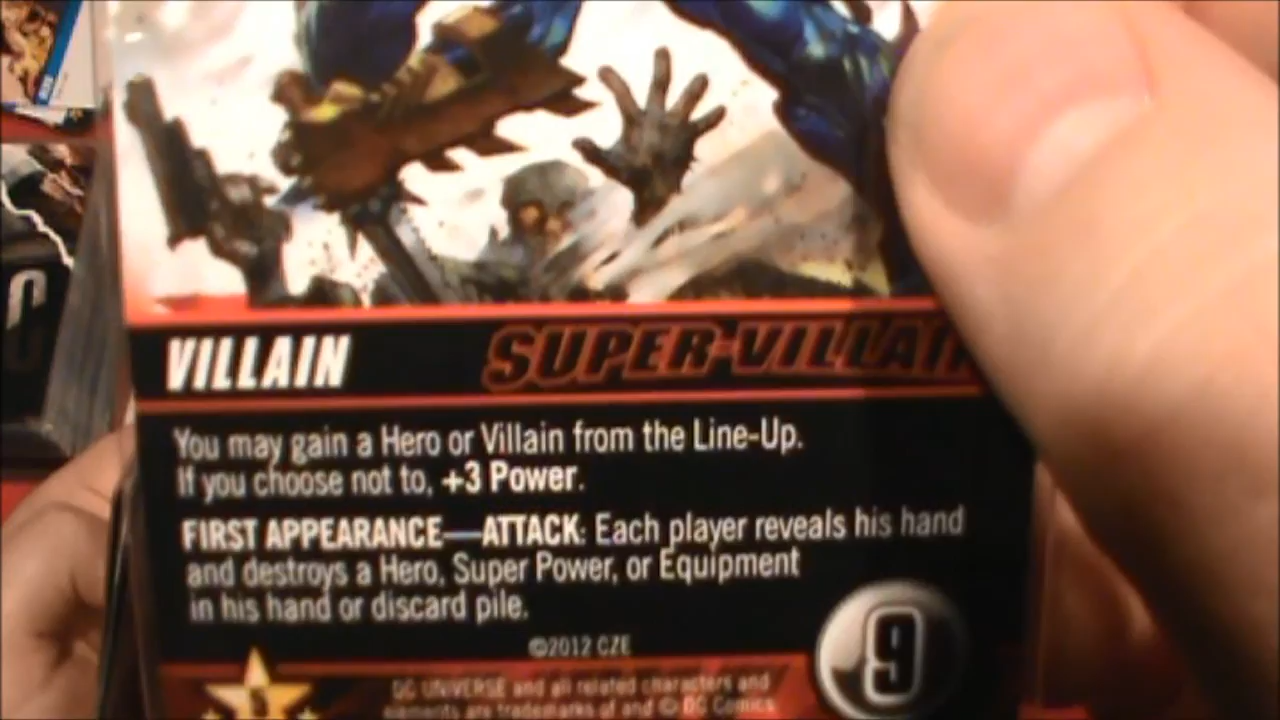 VILLAIN SUPER-VILLAIN
You may gain a Hero or Villain from the Line-Up.
If you choose not to, +3 Power.
FIRST APPEARANCE—ATTACK: Each player reveals his hand
and destroys a Hero, Super Power, or Equipment
in his hand or discard pile.
©2012 CZE
9
DC UNIVERSE and all related characters and
elements are trademarks of and © DC Comics
C